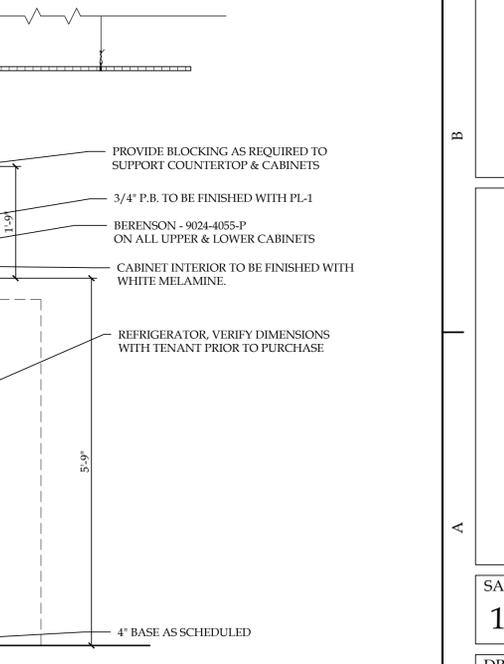 PROVIDE BLOCKING AS REQUIRED TO
SUPPORT COUNTERTOP & CABINETS
B
3/4" P.B. TO BE FINISHED WITH PL-1
1'-9"
BERENSON - 9024-4055-P
ON ALL UPPER & LOWER CABINETS
CABINET INTERIOR TO BE FINISHED WITH
WHITE MELAMINE.
REFRIGERATOR, VERIFY DIMENSIONS
WITH TENANT PRIOR TO PURCHASE
5'-9"
A
SA
1
4" BASE AS SCHEDULED